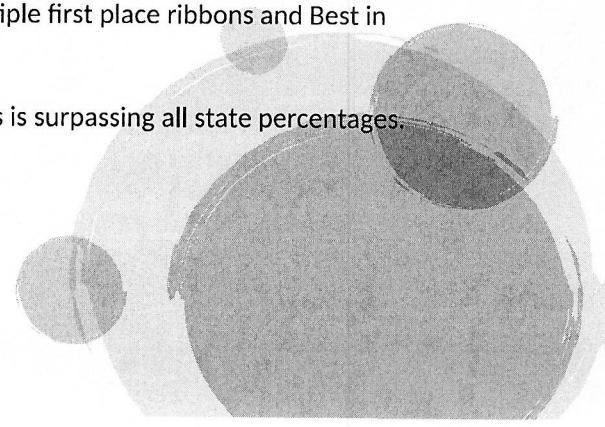 iple first place ribbons and Best in
s is surpassing all state percentages.